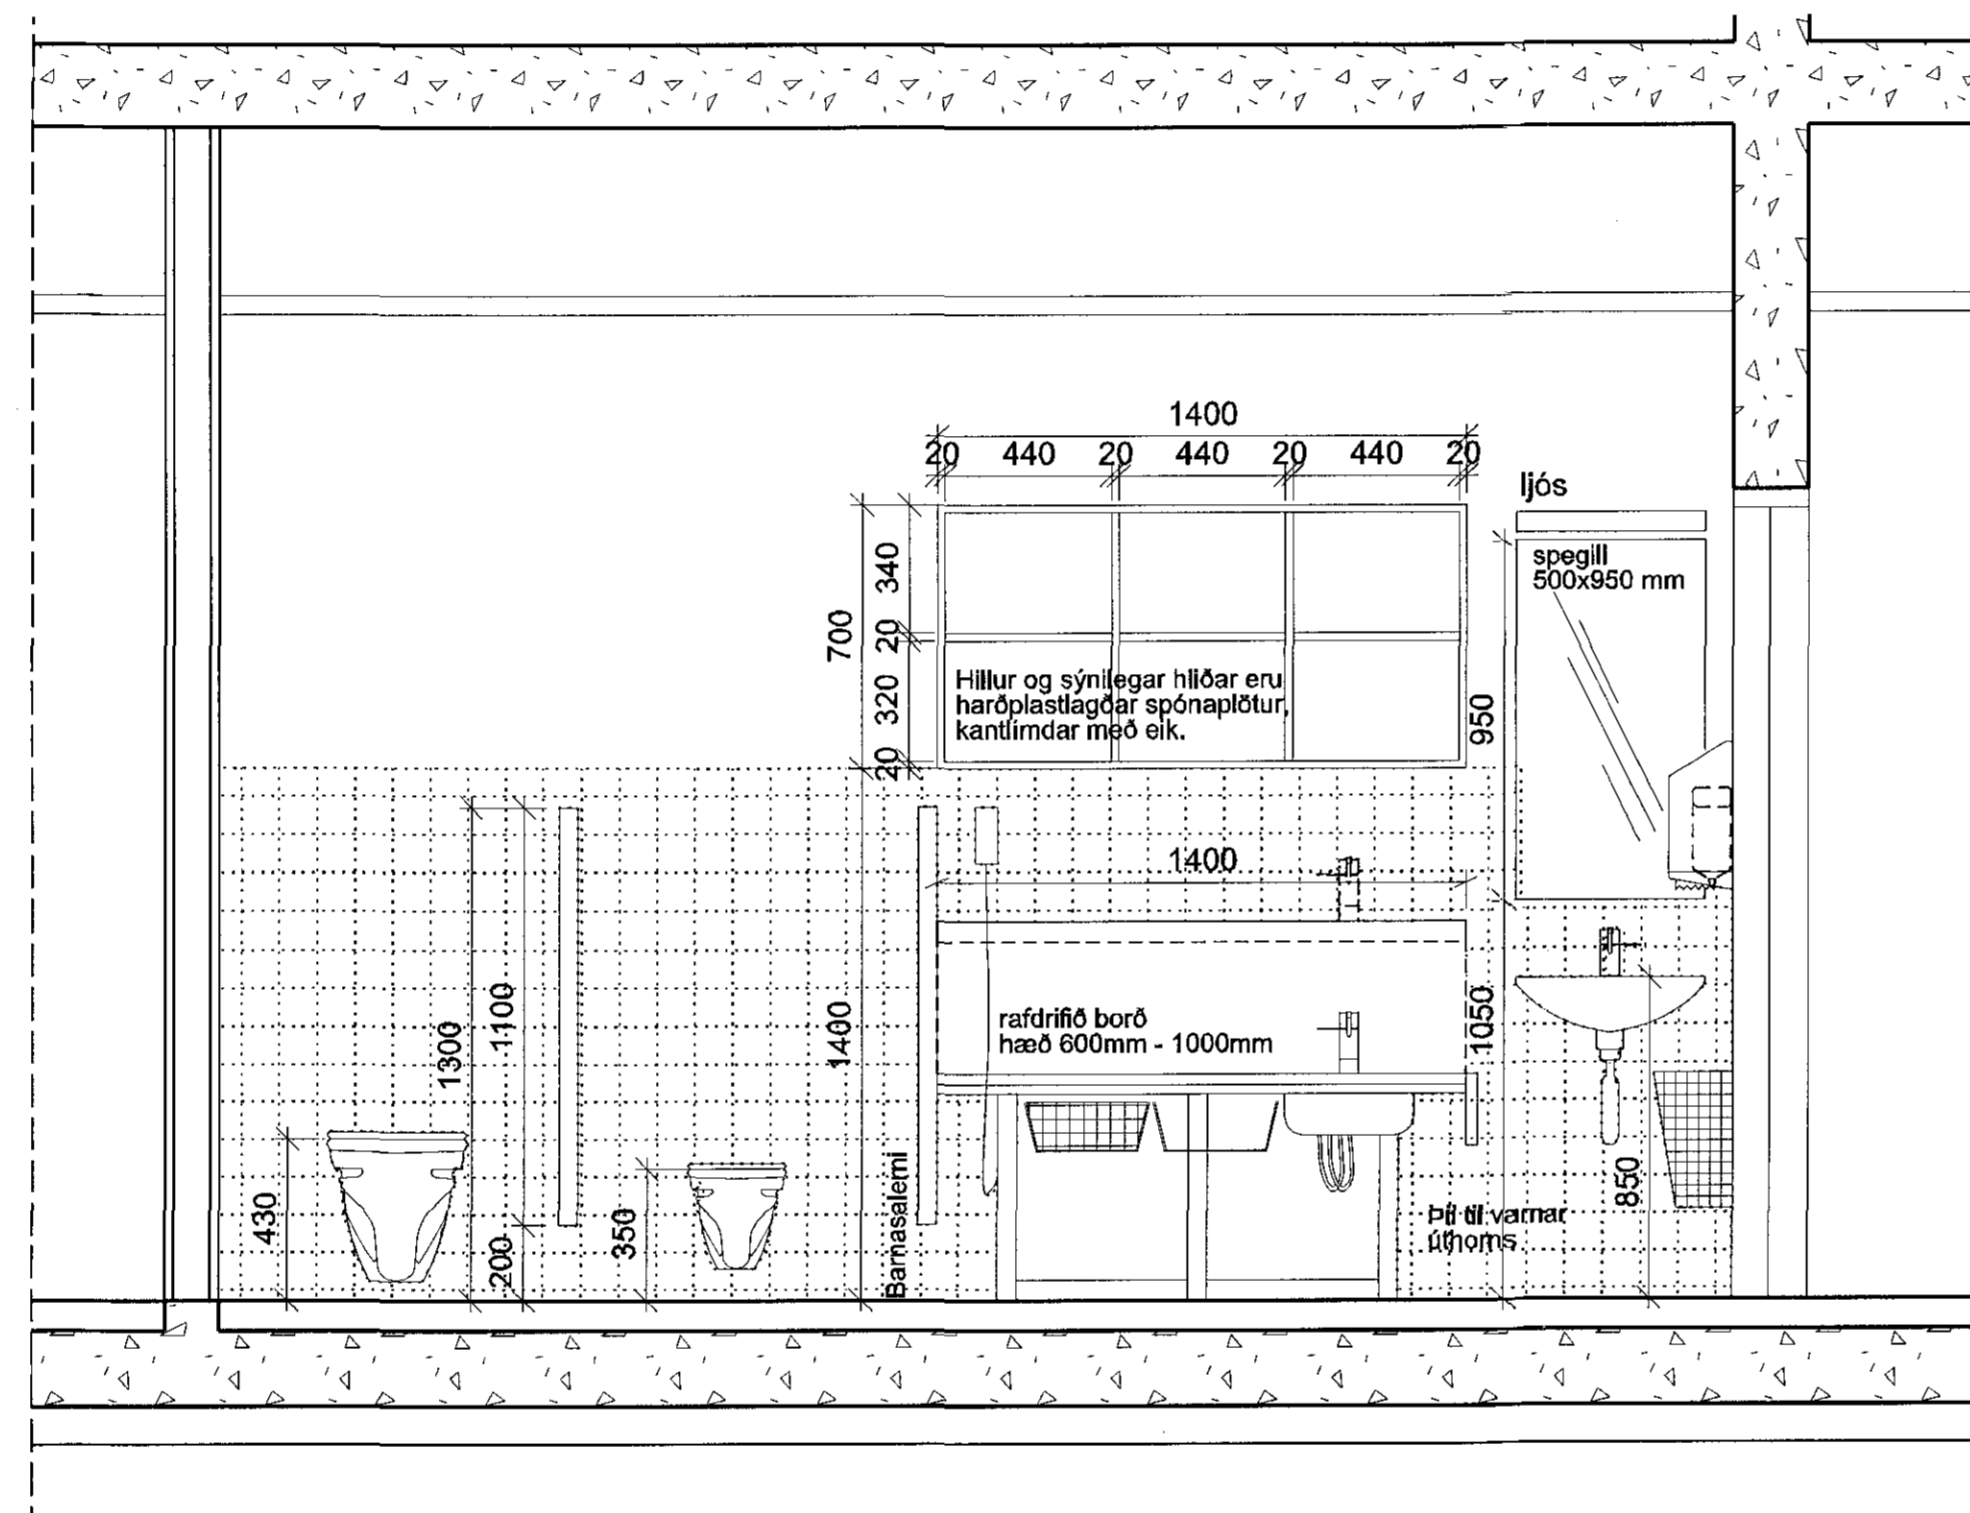 1400
20 440 20 440 20 440 20
ljós
spegill
500x950 mm
340
700
20
320
20
Hillur og sýnilegar hliðar eru
harðplastlagðar spónaplötur,
kantlímdar með eik.
950
1400
1300
1100
1400
rafdrifið borð
hæð 600mm - 1000mm
1050
430
200
350
Barnasalerni
850
Þil til varnar
úthorns